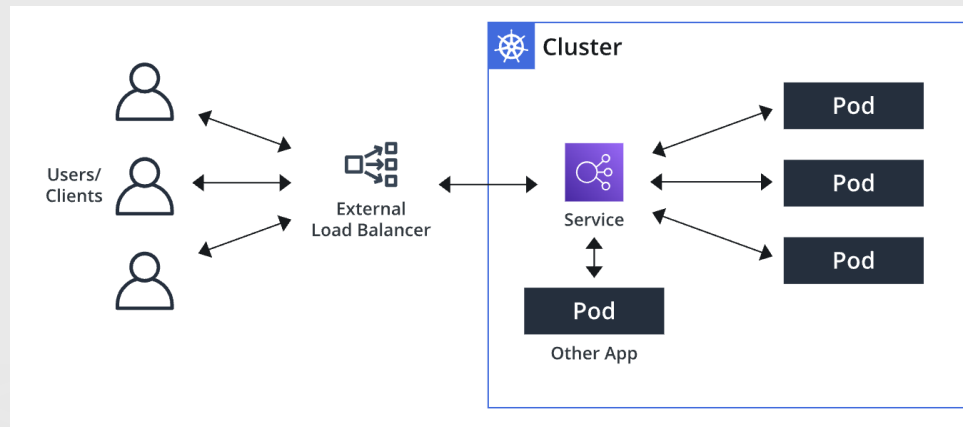 Cluster
Users/
Clients
External
Load Balancer
Service
Pod
Pod
Pod
Pod
Other App